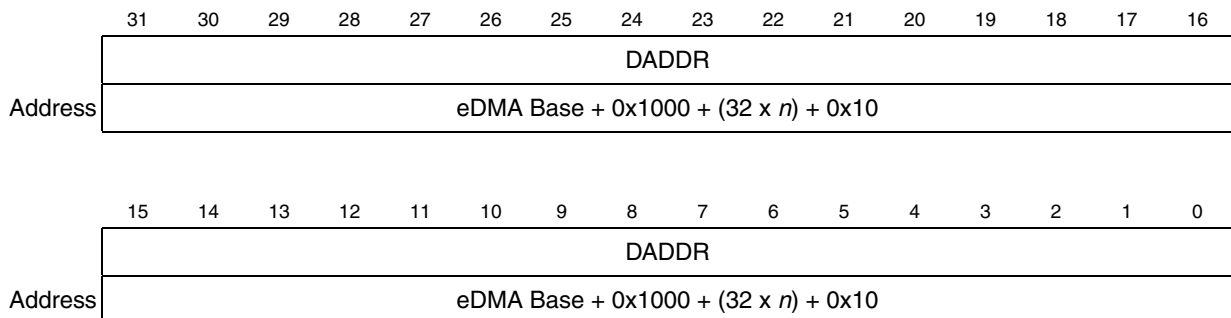 31 30 29 28 27 26 25 24 23 22 21 20 19 18 17 16
DADDR
Address eDMA Base + 0x1000 + (32 x n) + 0x10
15 14 13 12 11 10 9 8 7 6 5 4 3 2 1 0
DADDR
Address eDMA Base + 0x1000 + (32 x n) + 0x10